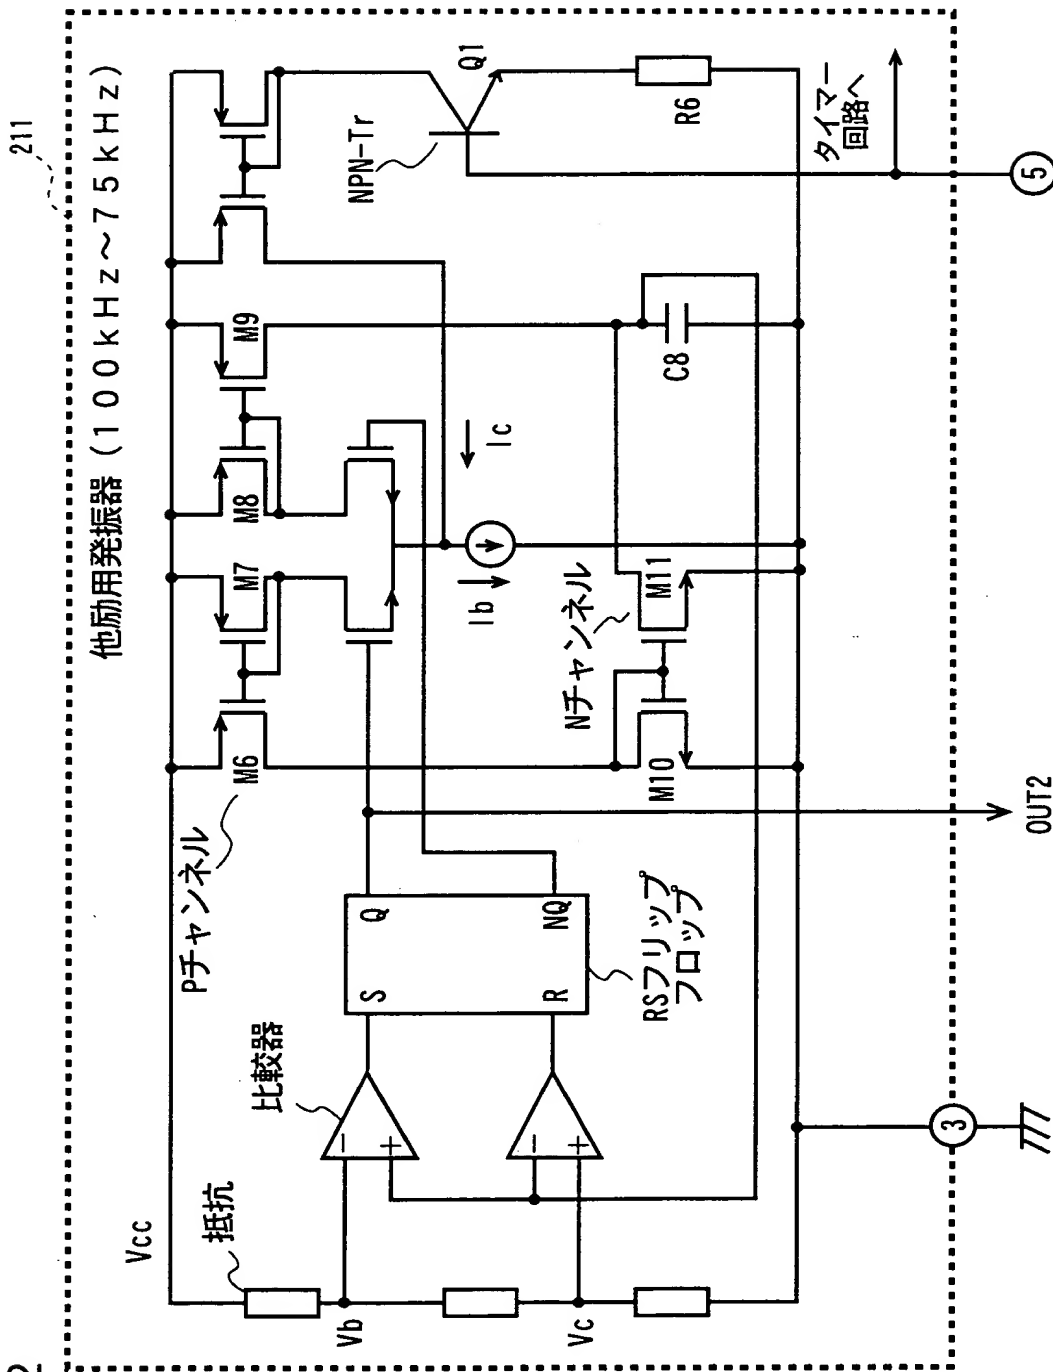 211
他励用発振器(100kHz~75kHz)
Vcc
Pチャンネル
M6
M7
M8
M9
NPN-Tr
Q1
抵抗
比較器
Vb
Vc
-
+
-
+
S
R
Q
NQ
RSフリップ
フロップ
Ib
Ic
Nチャンネル
M10
M11
C8
R6
タイマー
回路へ
3
OUT2
5